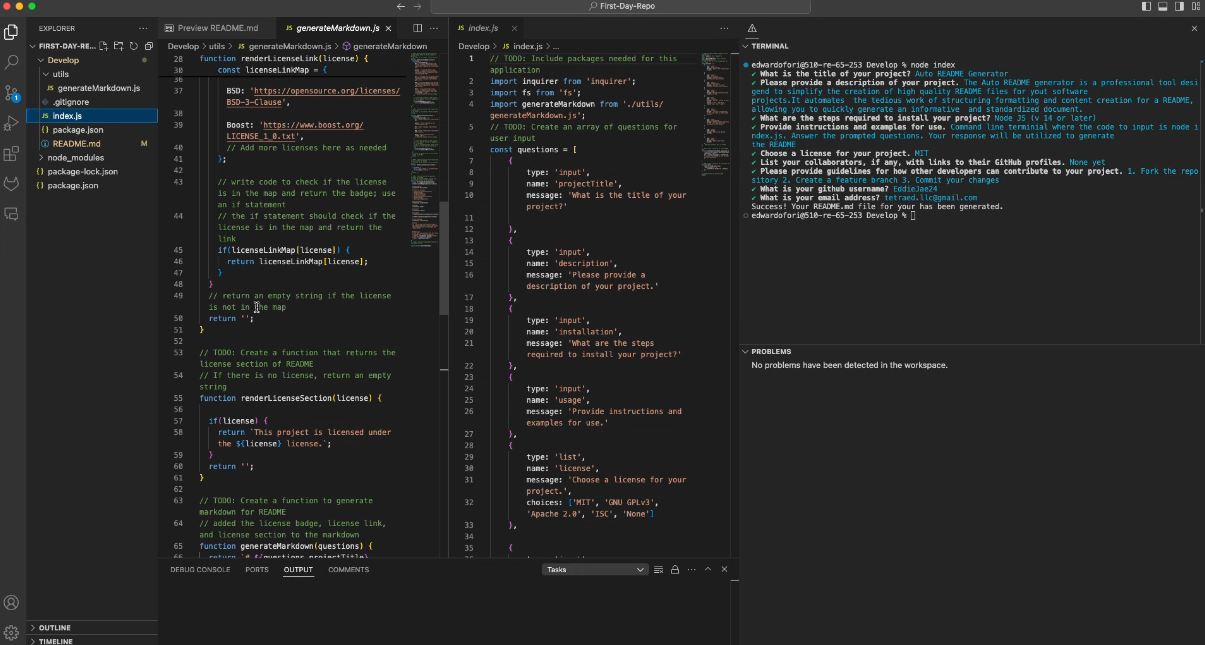 First-Day-Repo
EXPLORER
FIRST-DAY-RE...
Develop
utils
generateMarkdown.js
.gitignore
index.js
package.json
README.md M
node_modules
package-lock.json
package.json
OUTLINE
TIMELINE
1
Preview README.md
generateMarkdown.js
Develop > utils > generateMarkdown.js > generateMarkdown
28 function renderLicenseLink(license) {
30 const licenseLinkMap = {
36
37 BSD: 'https://opensource.org/licenses/
BSD-3-Clause',
38
39 Boost: 'https://www.boost.org/
LICENSE_1_0.txt',
40 // Add more licenses here as needed
41 };
42
43 // write code to check if the license
is in the map and return the badge; use
an if statement
44 // the if statement should check if the
license is in the map and return the
link
45 if(licenseLinkMap[license]) {
46 return licenseLinkMap[license];
47 }
48 }
49 // return an empty string if the license
is not in the map
50 return '';
51 }
52
53 // TODO: Create a function that returns the
license section of README
54 // If there is no license, return an empty
string
55 function renderLicenseSection(license) {
56
57 if(license) {
58 return `This project is licensed under
the ${license} license.`;
59 }
60 return '';
61 }
62
63 // TODO: Create a function to generate
markdown for README
64 // added the license badge, license link,
and license section to the markdown
65 function generateMarkdown(questions) {
66 return `# ${questions.projectTitle}
index.js
Develop > index.js > ...
1 // TODO: Include packages needed for this
application
2 import inquirer from 'inquirer';
3 import fs from 'fs';
4 import generateMarkdown from './utils/
generateMarkdown.js';
5 // TODO: Create an array of questions for
user input
6 const questions = [
7 {
8 type: 'input',
9 name: 'projectTitle',
10 message: 'What is the title of your
project?'
11
12 },
13 {
14 type: 'input',
15 name: 'description',
16 message: 'Please provide a
description of your project.'
17 },
18 {
19 type: 'input',
20 name: 'installation',
21 message: 'What are the steps
required to install your project?'
22 },
23 {
24 type: 'input',
25 name: 'usage',
26 message: 'Provide instructions and
examples for use.'
27 },
28 {
29 type: 'list',
30 name: 'license',
31 message: 'Choose a license for your
project.',
32 choices: ['MIT', 'GNU GPLv3',
'Apache 2.0', 'ISC', 'None']
33 },
34
35 {
TERMINAL
edwardofori@510-re-65-253 Develop % node index
✔ What is the title of your project? Auto README Generator
✔ Please provide a description of your project. The Auto README generator is a professional tool desi
gend to simplify the creation of high quality README files for yout software
projects.It automates the tedious work of structuring formatting and content creation for a README,
allowing you to quickly generate an informative and standardized document.
✔ What are the steps required to install your project? Node JS (v 14 or later)
✔ Provide instructions and examples for use. Command line terminial where the code to input is node i
ndex.js. Answer the prompted questions. Your response will be utilized to generate
the README
✔ Choose a license for your project. MIT
✔ List your collaborators, if any, with links to their GitHub profiles. None yet
✔ Please provide guidelines for how other developers can contribute to your project. 1. Fork the repo
sitory 2. Create a feature branch 3. Commit your changes
✔ What is your github username? EddieJae24
✔ What is your email address? tetraed.llc@gmail.com
Success! Your README.md file for your has been generated.
edwardofori@510-re-65-253 Develop %
PROBLEMS
No problems have been detected in the workspace.
DEBUG CONSOLE PORTS OUTPUT COMMENTS
Tasks